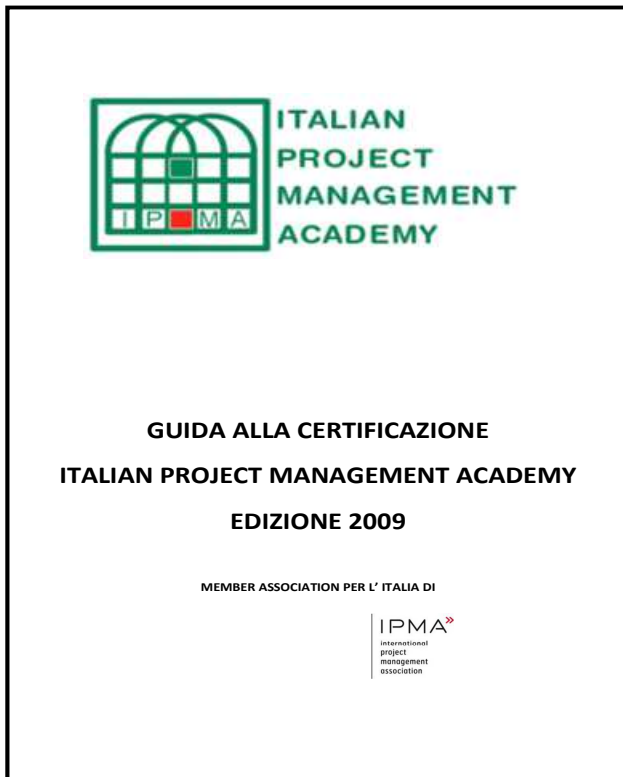 ITALIAN
PROJECT
MANAGEMENT
ACADEMY
I P M A
GUIDA ALLA CERTIFICAZIONE
ITALIAN PROJECT MANAGEMENT ACADEMY
EDIZIONE 2009
MEMBER ASSOCIATION PER L’ ITALIA DI
IPMA»
international
project
management
association